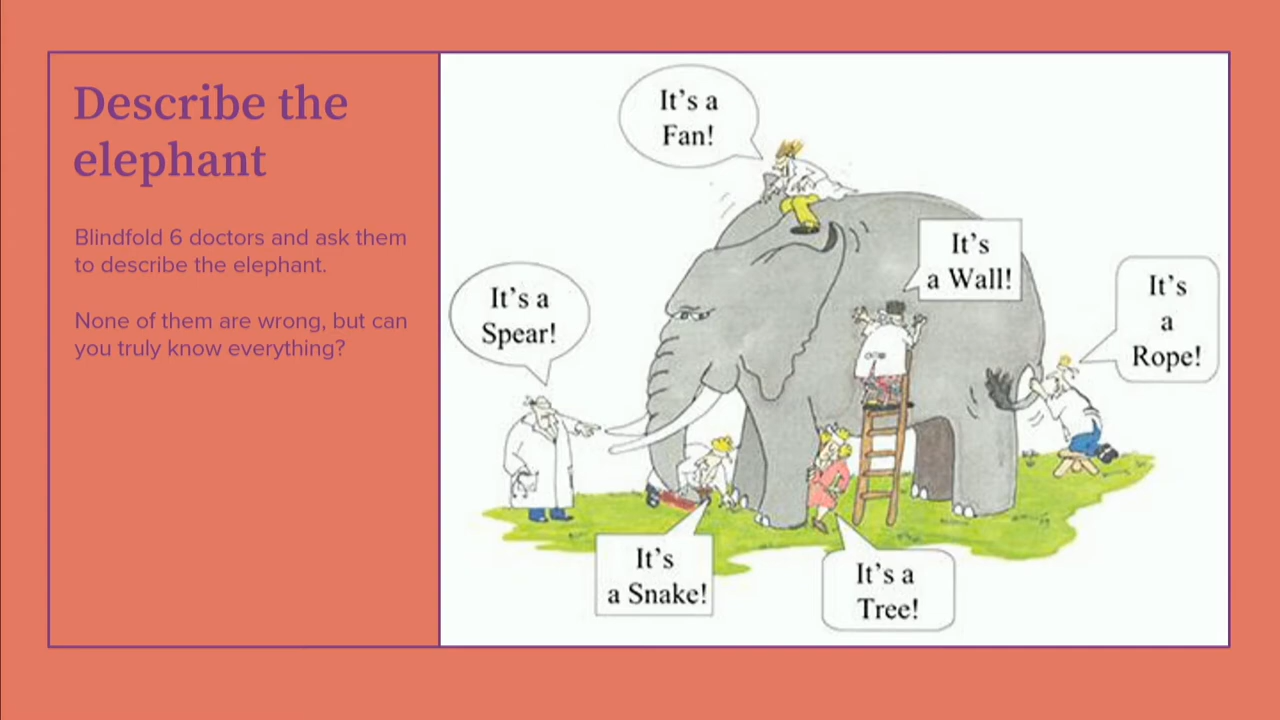 Describe the
elephant
Blindfold 6 doctors and ask them
to describe the elephant.
None of them are wrong, but can
you truly know everything?
It's a
Fan!
It's
a Wall!
It's
a
Rope!
It's a
Spear!
It's
a Snake!
It's a
Tree!